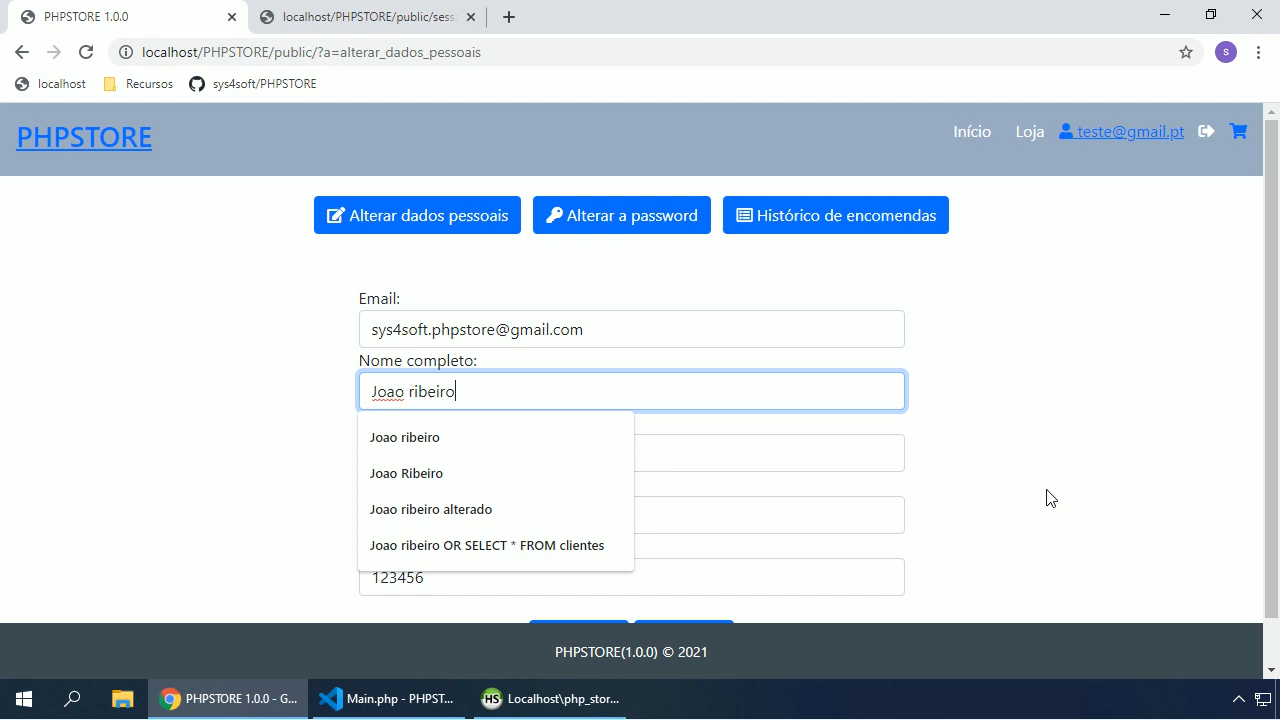 PHPSTORE 1.0.0
localhost/PHPSTORE/public/sess
localhost/PHPSTORE/public/?a=alterar_dados_pessoais
S
localhost
Recursos
sys4soft/PHPSTORE
PHPSTORE
Início
Loja
teste@gmail.pt
Alterar dados pessoais
Alterar a password
Histórico de encomendas
Email:
sys4soft.phpstore@gmail.com
Nome completo:
Joao ribeiro
Joao ribeiro
Joao Ribeiro
Joao ribeiro alterado
Joao ribeiro OR SELECT * FROM clientes
123456
PHPSTORE(1.0.0) © 2021
PHPSTORE 1.0.0 - G...
Main.php - PHPST...
HS
Localhost\php_stor...